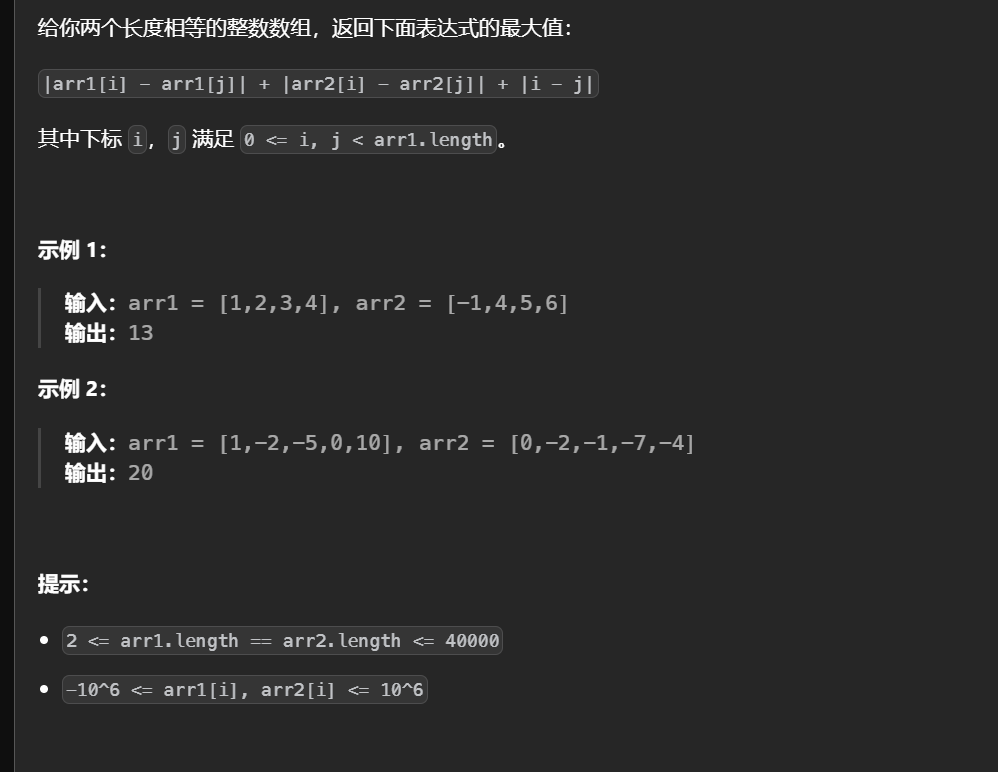 给你两个长度相等的整数数组，返回下面表达式的最大值：
|arr1[i] - arr1[j]| + |arr2[i] - arr2[j]| + |i - j|
其中下标 i，j 满足 0 <= i, j < arr1.length。
示例 1：
输入：arr1 = [1,2,3,4], arr2 = [-1,4,5,6]
输出：13
示例 2：
输入：arr1 = [1,-2,-5,0,10], arr2 = [0,-2,-1,-7,-4]
输出：20
提示：
• 2 <= arr1.length == arr2.length <= 40000
• -10^6 <= arr1[i], arr2[i] <= 10^6